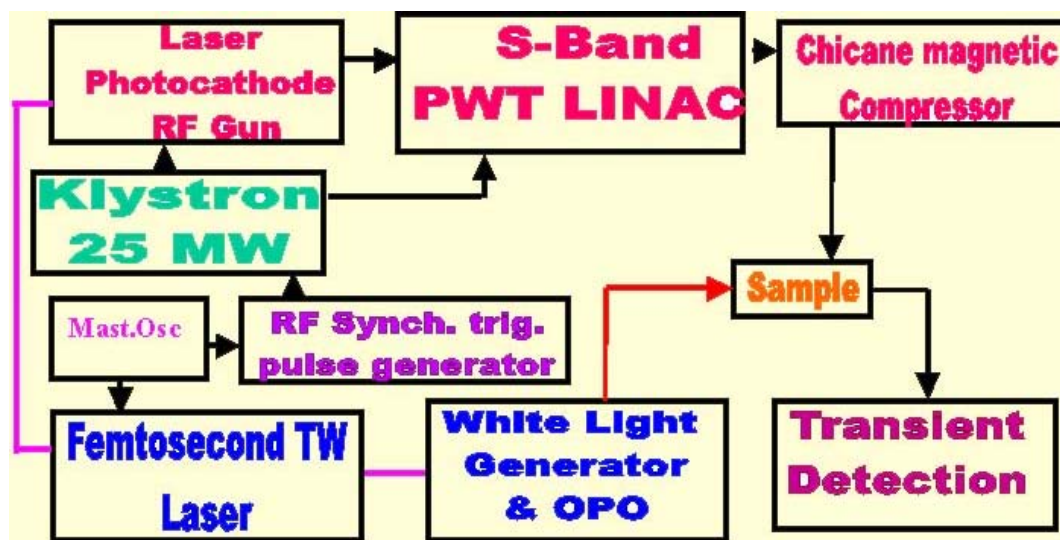 Laser
Photocathode
RF Gun
S-Band
PWT LINAC
Chicane magnetic
Compressor
Klystron
25 MW
Sample
Mast.Osc
RF Synch. trig.
pulse generator
Femtosecond TW
Laser
White Light
Generator
& OPO
Transient
Detection